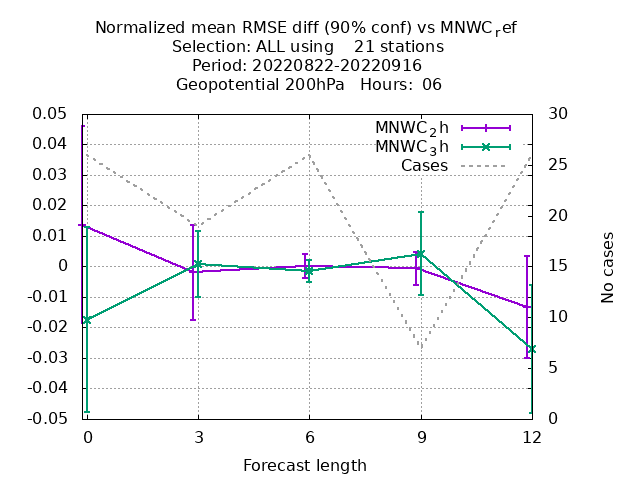 Normalized mean RMSE diff (90% conf) vs MNWCref
Selection: ALL using 21 stations
Period: 20220822-20220916
Geopotential 200hPa Hours: 06
MNWC2h
MNWC3h
Cases
0.05
0.04
0.03
0.02
0.01
0
-0.01
-0.02
-0.03
-0.04
-0.05
30
25
20
15
10
5
0
No cases
0 3 6 9 12
Forecast length